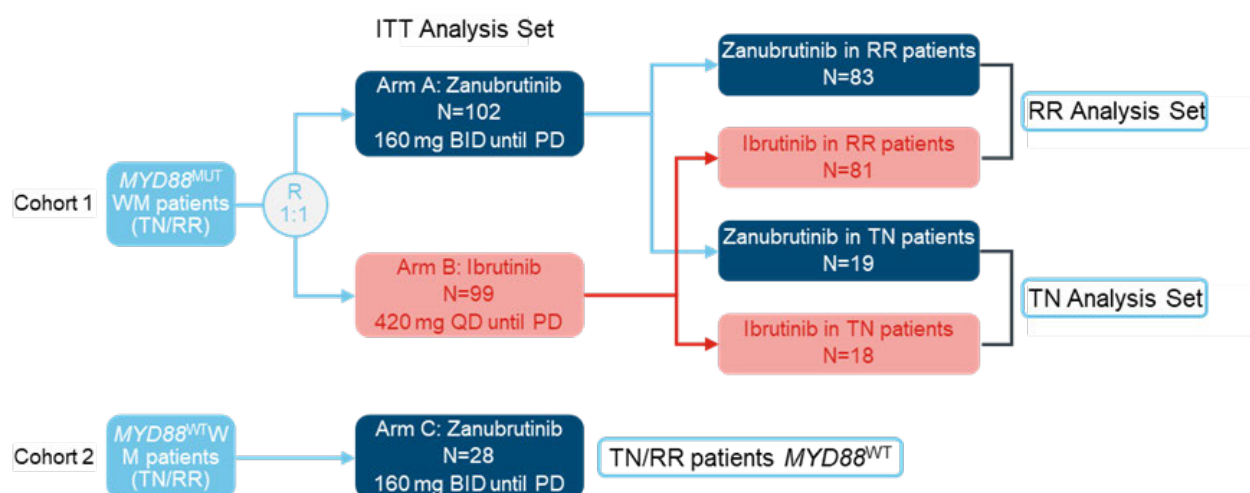 ITT Analysis Set
Cohort 1
MYD88MUT
WM patients
(TN/RR)
R
1:1
Arm A: Zanubrutinib
N=102
160 mg BID until PD
Arm B: Ibrutinib
N=99
420 mg QD until PD
Zanubrutinib in RR patients
N=83
Ibrutinib in RR patients
N=81
RR Analysis Set
Zanubrutinib in TN patients
N=19
Ibrutinib in TN patients
N=18
TN Analysis Set
Cohort 2
MYD88WTW
M patients
(TN/RR)
Arm C: Zanubrutinib
N=28
160 mg BID until PD
TN/RR patients MYD88WT